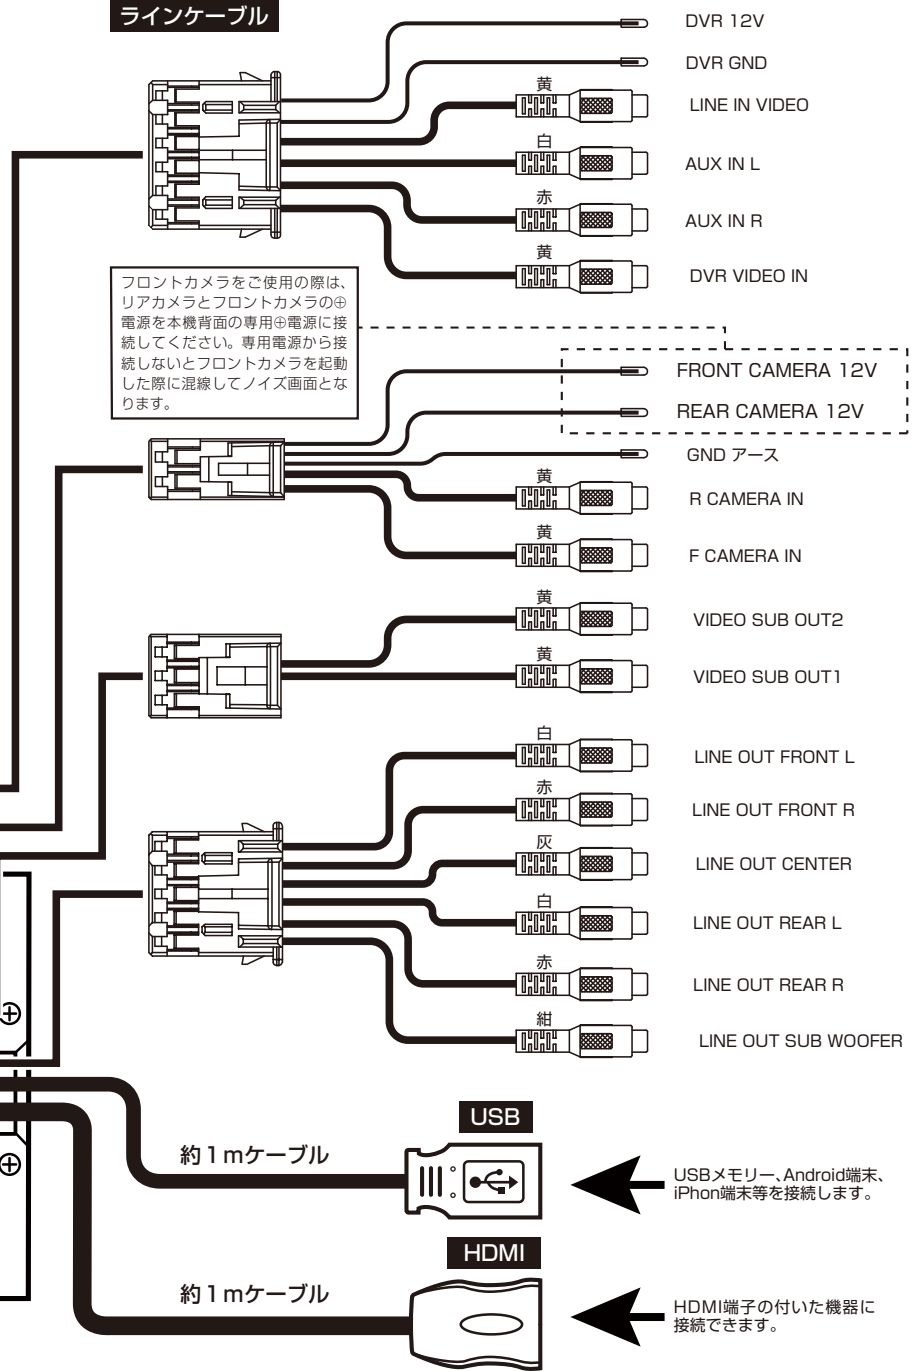 ラインケーブル
DVR 12V
DVR GND
黄
LINE IN VIDEO
白
AUX IN L
赤
AUX IN R
黄
DVR VIDEO IN
フロントカメラをご使用の際は、
リアカメラとフロントカメラの⊕
電源を本機背面の専用⊕電源に接
続してください。専用電源から接
続しないとフロントカメラを起動
した際に混線してノイズ画面とな
ります。
FRONT CAMERA 12V
REAR CAMERA 12V
GND アース
黄
R CAMERA IN
黄
F CAMERA IN
黄
VIDEO SUB OUT2
黄
VIDEO SUB OUT1
白
LINE OUT FRONT L
赤
LINE OUT FRONT R
灰
LINE OUT CENTER
白
LINE OUT REAR L
赤
LINE OUT REAR R
紺
LINE OUT SUB WOOFER
USB
約1mケーブル
USBメモリー、Android端末、
iPhon端末等を接続します。
HDMI
約1mケーブル
HDMI端子の付いた機器に
接続できます。